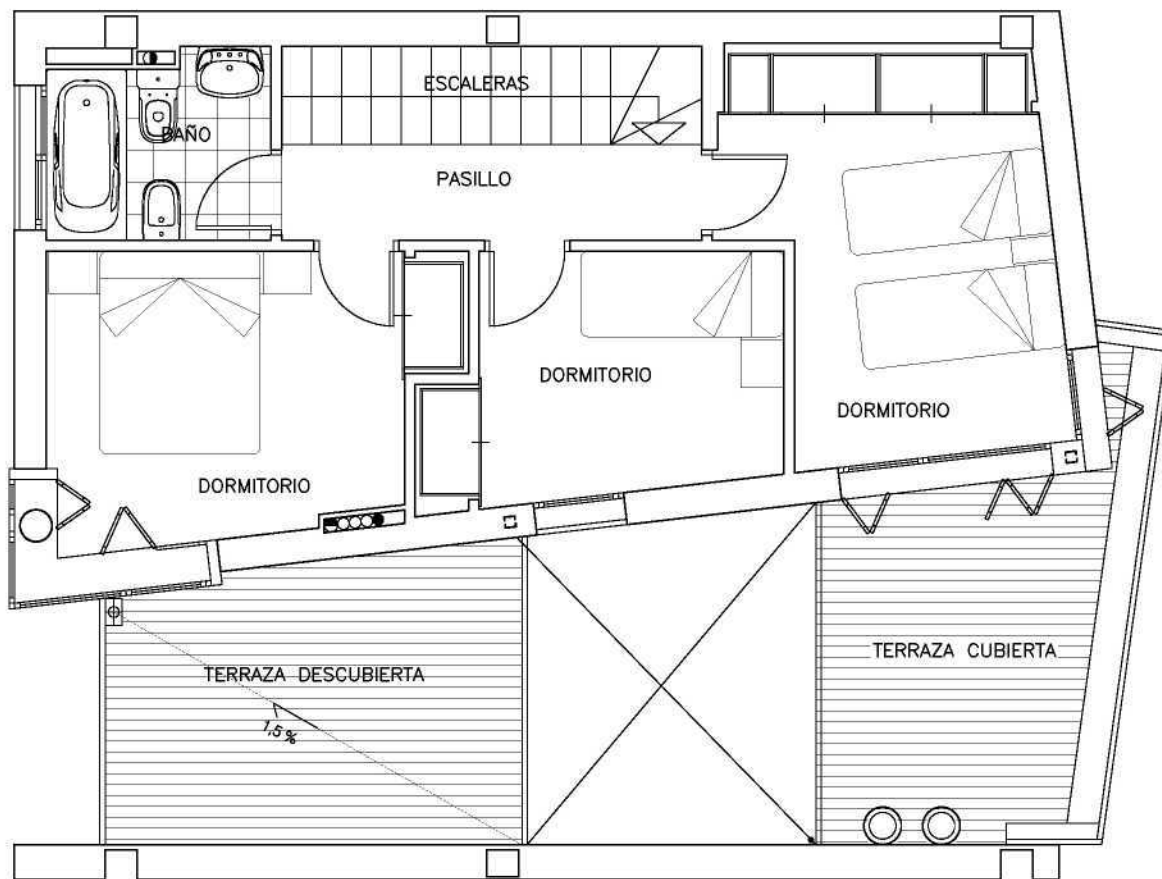 ESCALERAS
BAÑO
PASILLO
DORMITORIO
DORMITORIO
DORMITORIO
TERRAZA CUBIERTA
TERRAZA DESCUBIERTA
1,5%